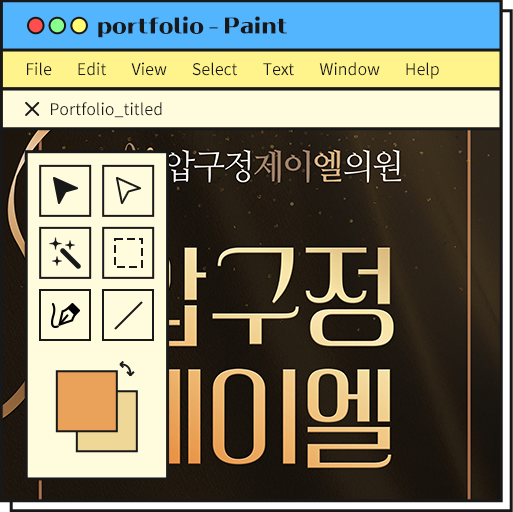 portfolio - Paint
File Edit View Select Text Window Help
Portfolio_titled
압구정제이엘의원
압구정
제이엘